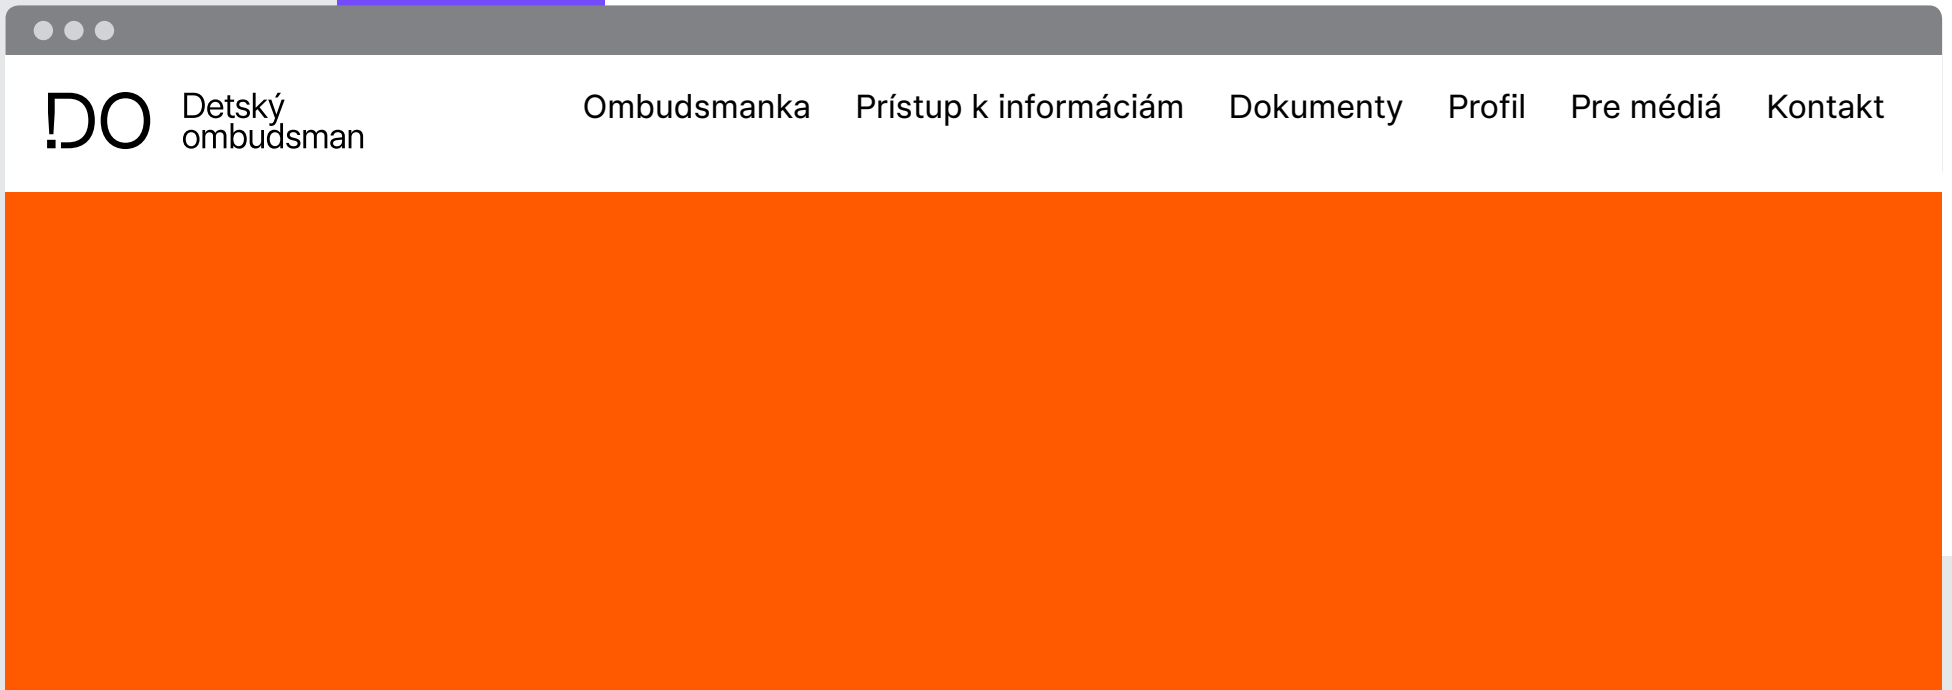 DO
Detský
ombudsman
Ombudsmanka Prístup k informáciám Dokumenty Profil Pre médiá Kontakt